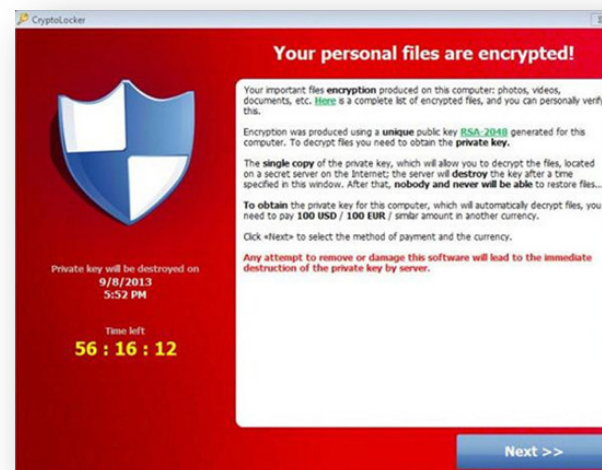 CryptoLocker
Your personal files are encrypted!
Your important files encryption produced on this computer: photos, videos,
documents, etc. Here is a complete list of encrypted files, and you can personally verify
this.
Encryption was produced using a unique public key RSA-2048 generated for this
computer. To decrypt files you need to obtain the private key.
The single copy of the private key, which will allow you to decrypt the files, located
on a secret server on the Internet; the server will destroy the key after a time
specified in this window. After that, nobody and never will be able to restore files...
To obtain the private key for this computer, which will automatically decrypt files, you
need to pay 100 USD / 100 EUR / similar amount in another currency.
Click «Next» to select the method of payment and the currency.
Any attempt to remove or damage this software will lead to the immediate
destruction of the private key by server.
Private key will be destroyed on
9/8/2013
5:52 PM
Time left
56 : 16 : 12
Next >>